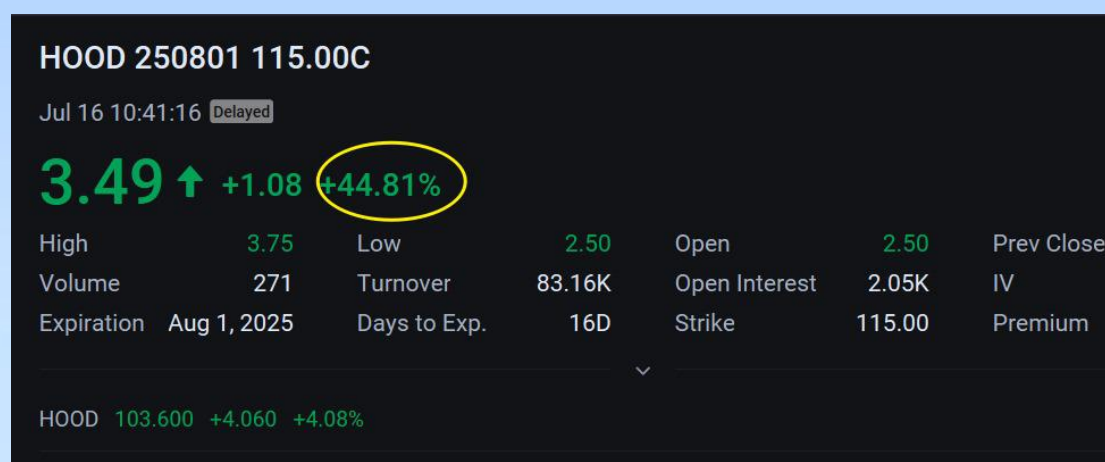 HOOD 250801 115.00C
Jul 16 10:41:16 Delayed
3.49 +1.08 +44.81%
High 3.75 Low 2.50 Open 2.50 Prev Close
Volume 271 Turnover 83.16K Open Interest 2.05K IV
Expiration Aug 1, 2025 Days to Exp. 16D Strike 115.00 Premium
HOOD 103.600 +4.060 +4.08%